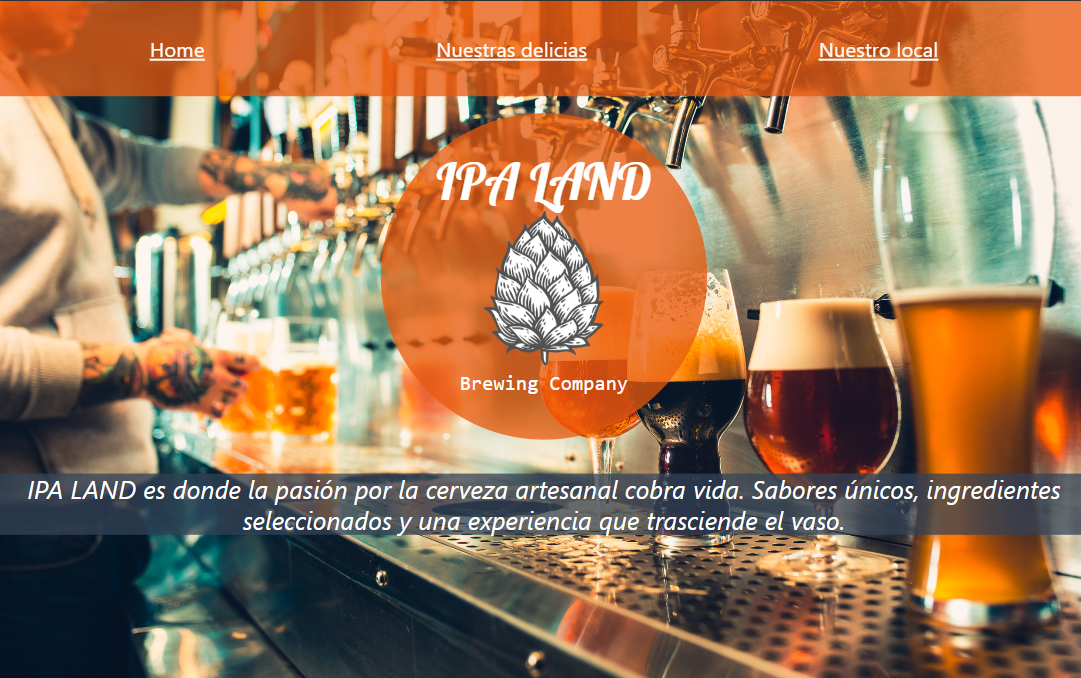 Home
Nuestras delicias
Nuestro local
IPA LAND
Brewing Company
IPA LAND es donde la pasión por la cerveza artesanal cobra vida. Sabores únicos, ingredientes
seleccionados y una experiencia que trasciende el vaso.